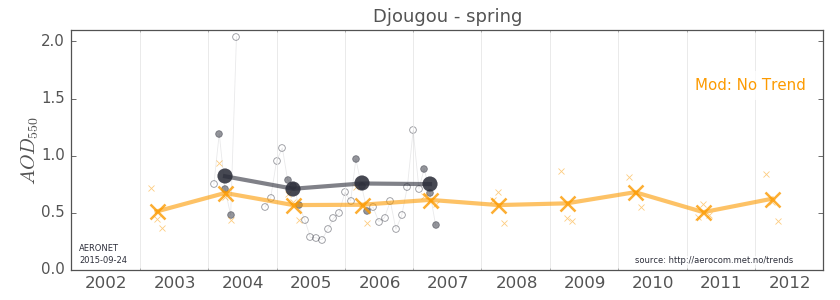 Djougou - spring
AOD550
2.0
1.5
1.0
0.5
0.0
Mod: No Trend
AERONET
2015-09-24
source: http://aerocom.met.no/trends
2002 2003 2004 2005 2006 2007 2008 2009 2010 2011 2012